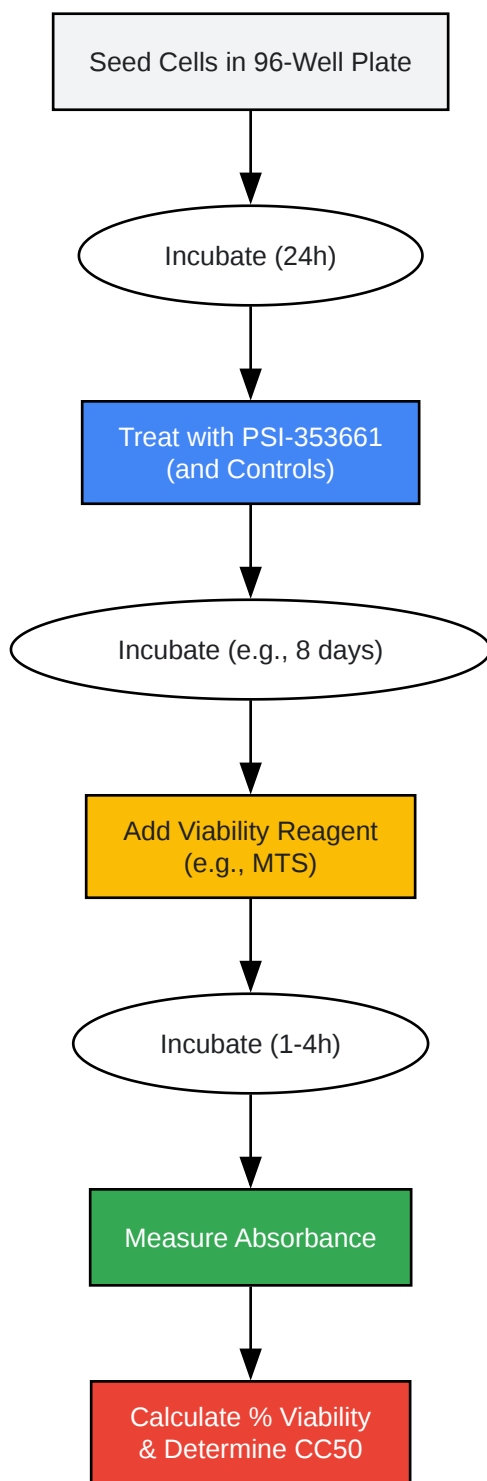 Seed Cells in 96-Well Plate
Incubate (24h)
Treat with PSI-353661
(and Controls)
Incubate (e.g., 8 days)
Add Viability Reagent
(e.g., MTS)
Incubate (1-4h)
Measure Absorbance
Calculate % Viability
& Determine CC50